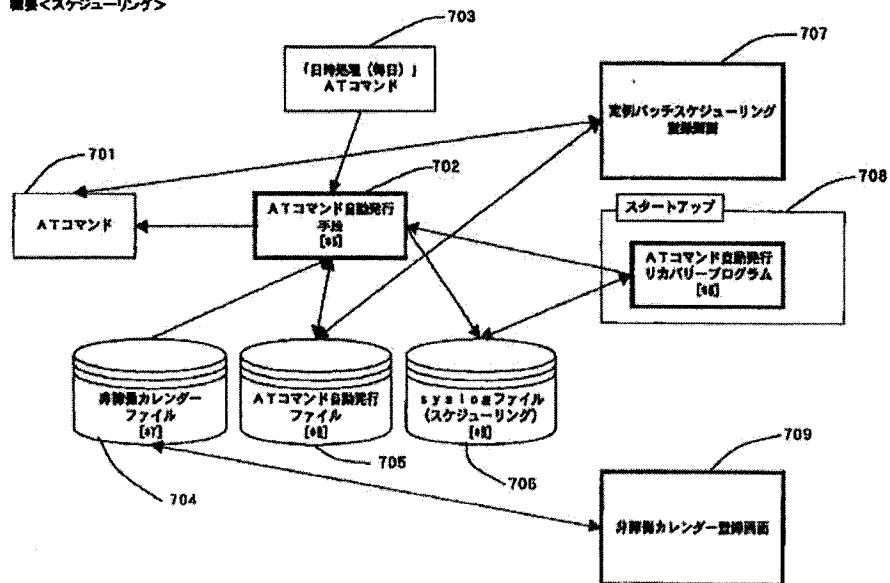 概要<スケジューリング>
703
「日時処理(毎日)」
ATコマンド
707
定例バッチスケジューリング
登録画面
701
ATコマンド
702
ATコマンド自動発行
手段
708
スタートアップ
ATコマンド自動発行
リカバリープログラム
非稼働カレンダー
ファイル
[*7]
ATコマンド自動発行
ファイル
syslogファイル
(スケジューリング)
704
705
706
709
非稼働カレンダー登録画面